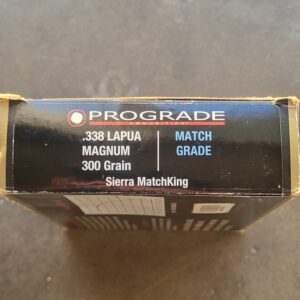 PROGRADE
AMMUNITION
.338 LAPUA
MAGNUM
300 Grain
MATCH
GRADE
Sierra MatchKing